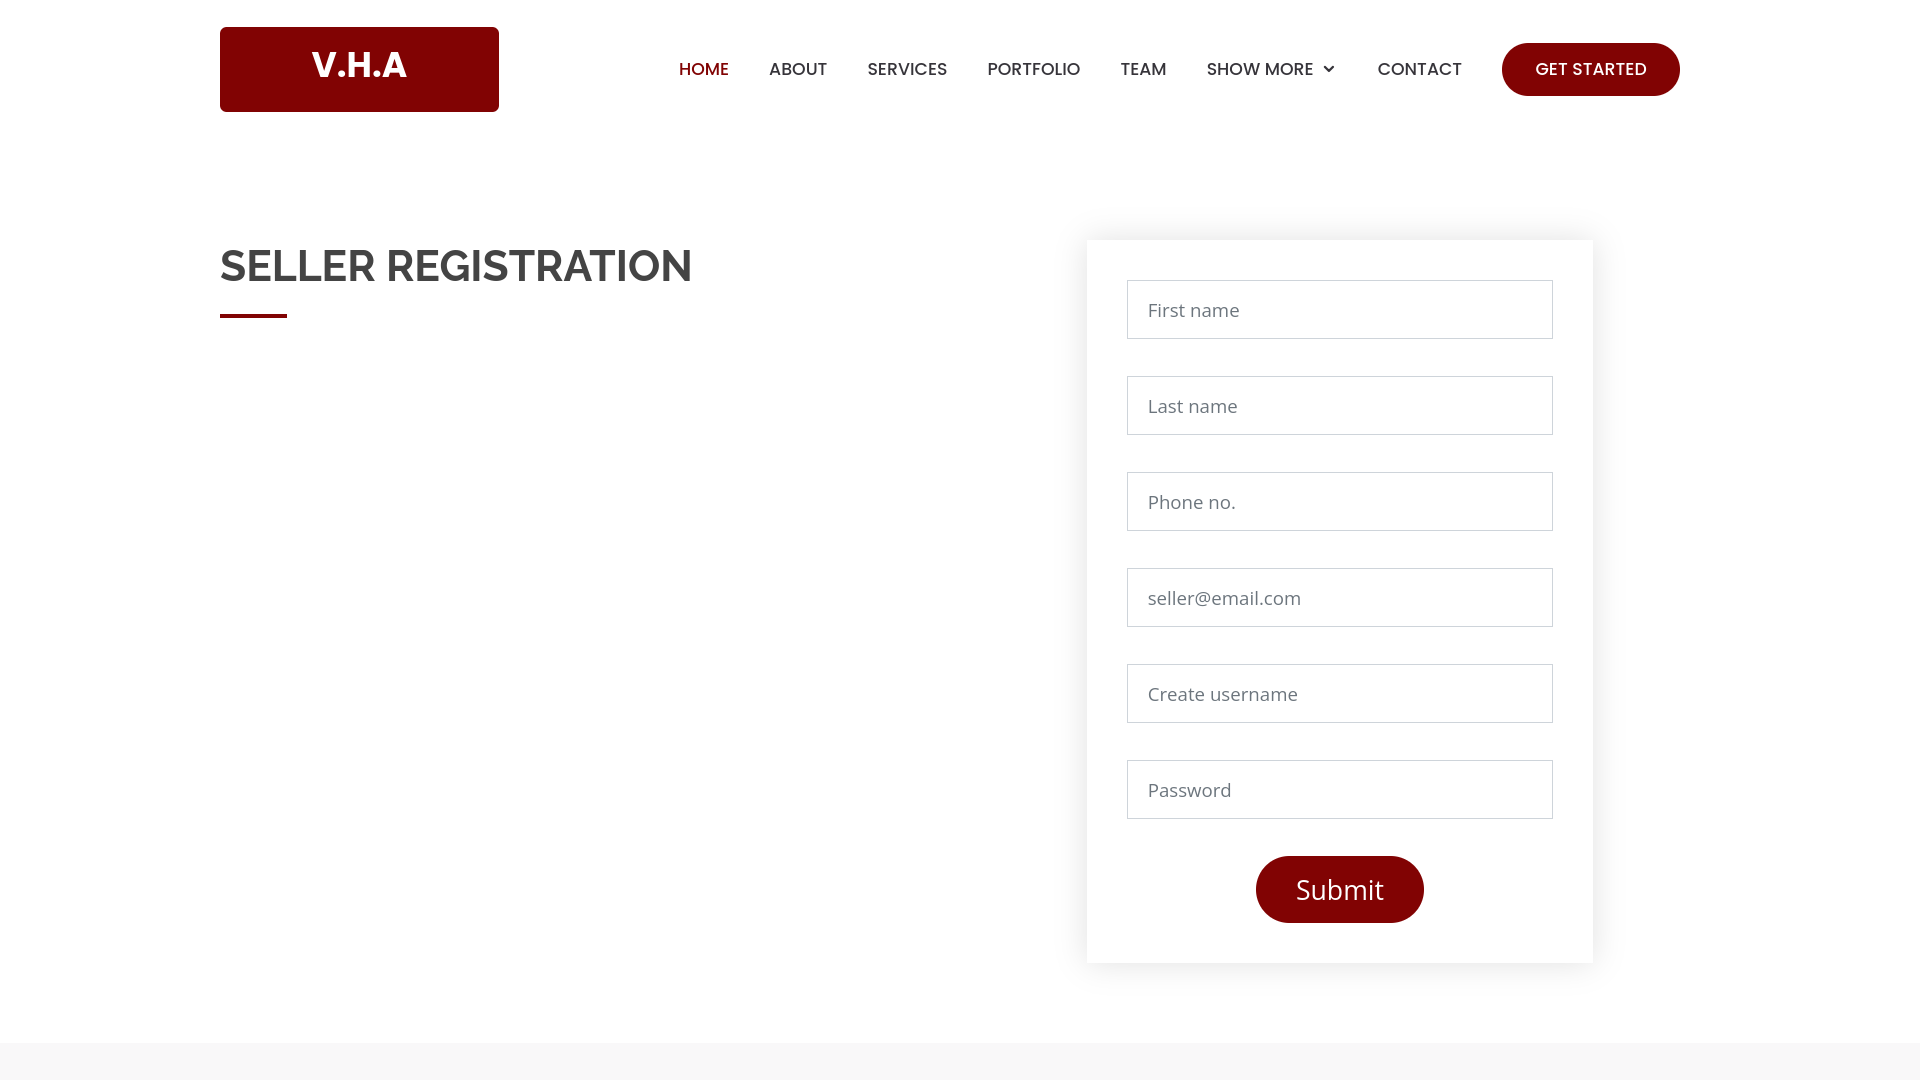 V.H.A
HOME ABOUT SERVICES PORTFOLIO TEAM SHOW MORE CONTACT GET STARTED
SELLER REGISTRATION
First name
Last name
Phone no.
seller@email.com
Create username
Password
Submit